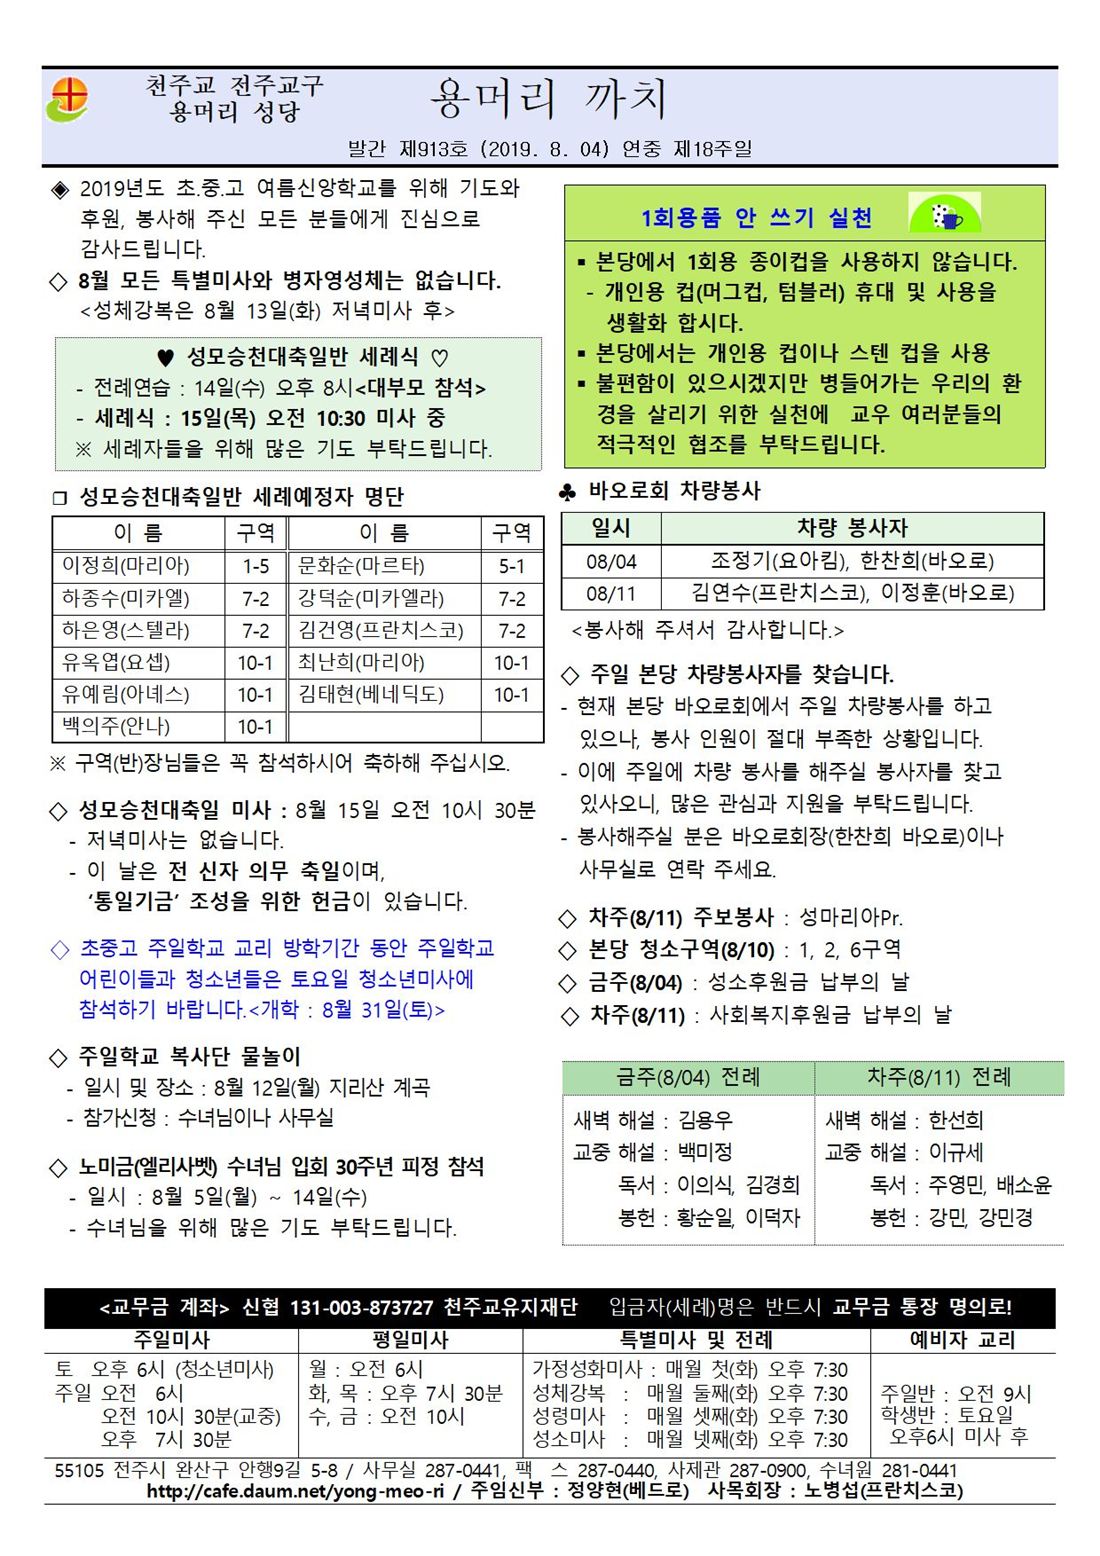 천주교 전주교구
용머리 성당
용머리 까치
발간 제913호 (2019. 8. 04) 연중 제18주일
◈ 2019년도 초.중.고 여름신앙학교를 위해 기도와
후원, 봉사해 주신 모든 분들에게 진심으로
감사드립니다.
◇ 8월 모든 특별미사와 병자영성체는 없습니다.
<성체강복은 8월 13일(화) 저녁미사 후>
♥ 성모승천대축일반 세례식 ♡
- 전례연습 : 14일(수) 오후 8시<대부모 참석>
- 세례식 : 15일(목) 오전 10:30 미사 중
※ 세례자들을 위해 많은 기도 부탁드립니다.
❒ 성모승천대축일반 세례예정자 명단
이 름 구역 이 름 구역
이정희(마리아) 1-5 문화순(마르타) 5-1
하종수(미카엘) 7-2 강덕순(미카엘라) 7-2
하은영(스텔라) 7-2 김건영(프란치스코) 7-2
유옥엽(요셉) 10-1 최난희(마리아) 10-1
유예림(아녜스) 10-1 김태현(베네딕도) 10-1
백의주(안나) 10-1
※ 구역(반)장님들은 꼭 참석하시어 축하해 주십시오.
◇ 성모승천대축일 미사 : 8월 15일 오전 10시 30분
- 저녁미사는 없습니다.
- 이 날은 전 신자 의무 축일이며,
‘통일기금’ 조성을 위한 헌금이 있습니다.
◇ 초중고 주일학교 교리 방학기간 동안 주일학교
어린이들과 청소년들은 토요일 청소년미사에
참석하기 바랍니다.<개학 : 8월 31일(토)>
◇ 주일학교 복사단 물놀이
- 일시 및 장소 : 8월 12일(월) 지리산 계곡
- 참가신청 : 수녀님이나 사무실
◇ 노미금(엘리사벳) 수녀님 입회 30주년 피정 참석
- 일시 : 8월 5일(월) ~ 14일(수)
- 수녀님을 위해 많은 기도 부탁드립니다.
1회용품 안 쓰기 실천
▪ 본당에서 1회용 종이컵을 사용하지 않습니다.
- 개인용 컵(머그컵, 텀블러) 휴대 및 사용을
생활화 합시다.
▪ 본당에서는 개인용 컵이나 스텐 컵을 사용
▪ 불편함이 있으시겠지만 병들어가는 우리의 환
경을 살리기 위한 실천에 교우 여러분들의
적극적인 협조를 부탁드립니다.
♣ 바오로회 차량봉사
일시 차량 봉사자
08/04 조정기(요아킴), 한찬희(바오로)
08/11 김연수(프란치스코), 이정훈(바오로)
<봉사해 주셔서 감사합니다.>
◇ 주일 본당 차량봉사자를 찾습니다.
- 현재 본당 바오로회에서 주일 차량봉사를 하고
있으나, 봉사 인원이 절대 부족한 상황입니다.
- 이에 주일에 차량 봉사를 해주실 봉사자를 찾고
있사오니, 많은 관심과 지원을 부탁드립니다.
- 봉사해주실 분은 바오로회장(한찬희 바오로)이나
사무실로 연락 주세요.
◇ 차주(8/11) 주보봉사 : 성마리아Pr.
◇ 본당 청소구역(8/10) : 1, 2, 6구역
◇ 금주(8/04) : 성소후원금 납부의 날
◇ 차주(8/11) : 사회복지후원금 납부의 날
금주(8/04) 전례 차주(8/11) 전례
새벽 해설 : 김용우 새벽 해설 : 한선희
교중 해설 : 백미정 교중 해설 : 이규세
독서 : 이의식, 김경희 독서 : 주영민, 배소윤
봉헌 : 황순일, 이덕자 봉헌 : 강민, 강민경
<교무금 계좌> 신협 131-003-873727 천주교유지재단 입금자(세례)명은 반드시 교무금 통장 명의로!
주일미사 평일미사 특별미사 및 전례 예비자 교리
토 오후 6시 (청소년미사) 월 : 오전 6시 가정성화미사 : 매월 첫(화) 오후 7:30
주일 오전 6시 화, 목 : 오후 7시 30분 성체강복 : 매월 둘째(화) 오후 7:30 주일반 : 오전 9시
오전 10시 30분(교중) 수, 금 : 오전 10시 성령미사 : 매월 셋째(화) 오후 7:30 학생반 : 토요일
오후 7시 30분 성소미사 : 매월 넷째(화) 오후 7:30 오후6시 미사 후
55105 전주시 완산구 안행9길 5-8 / 사무실 287-0441, 팩 스 287-0440, 사제관 287-0900, 수녀원 281-0441
http://cafe.daum.net/yong-meo-ri / 주임신부 : 정양현(베드로) 사목회장 : 노병섭(프란치스코)